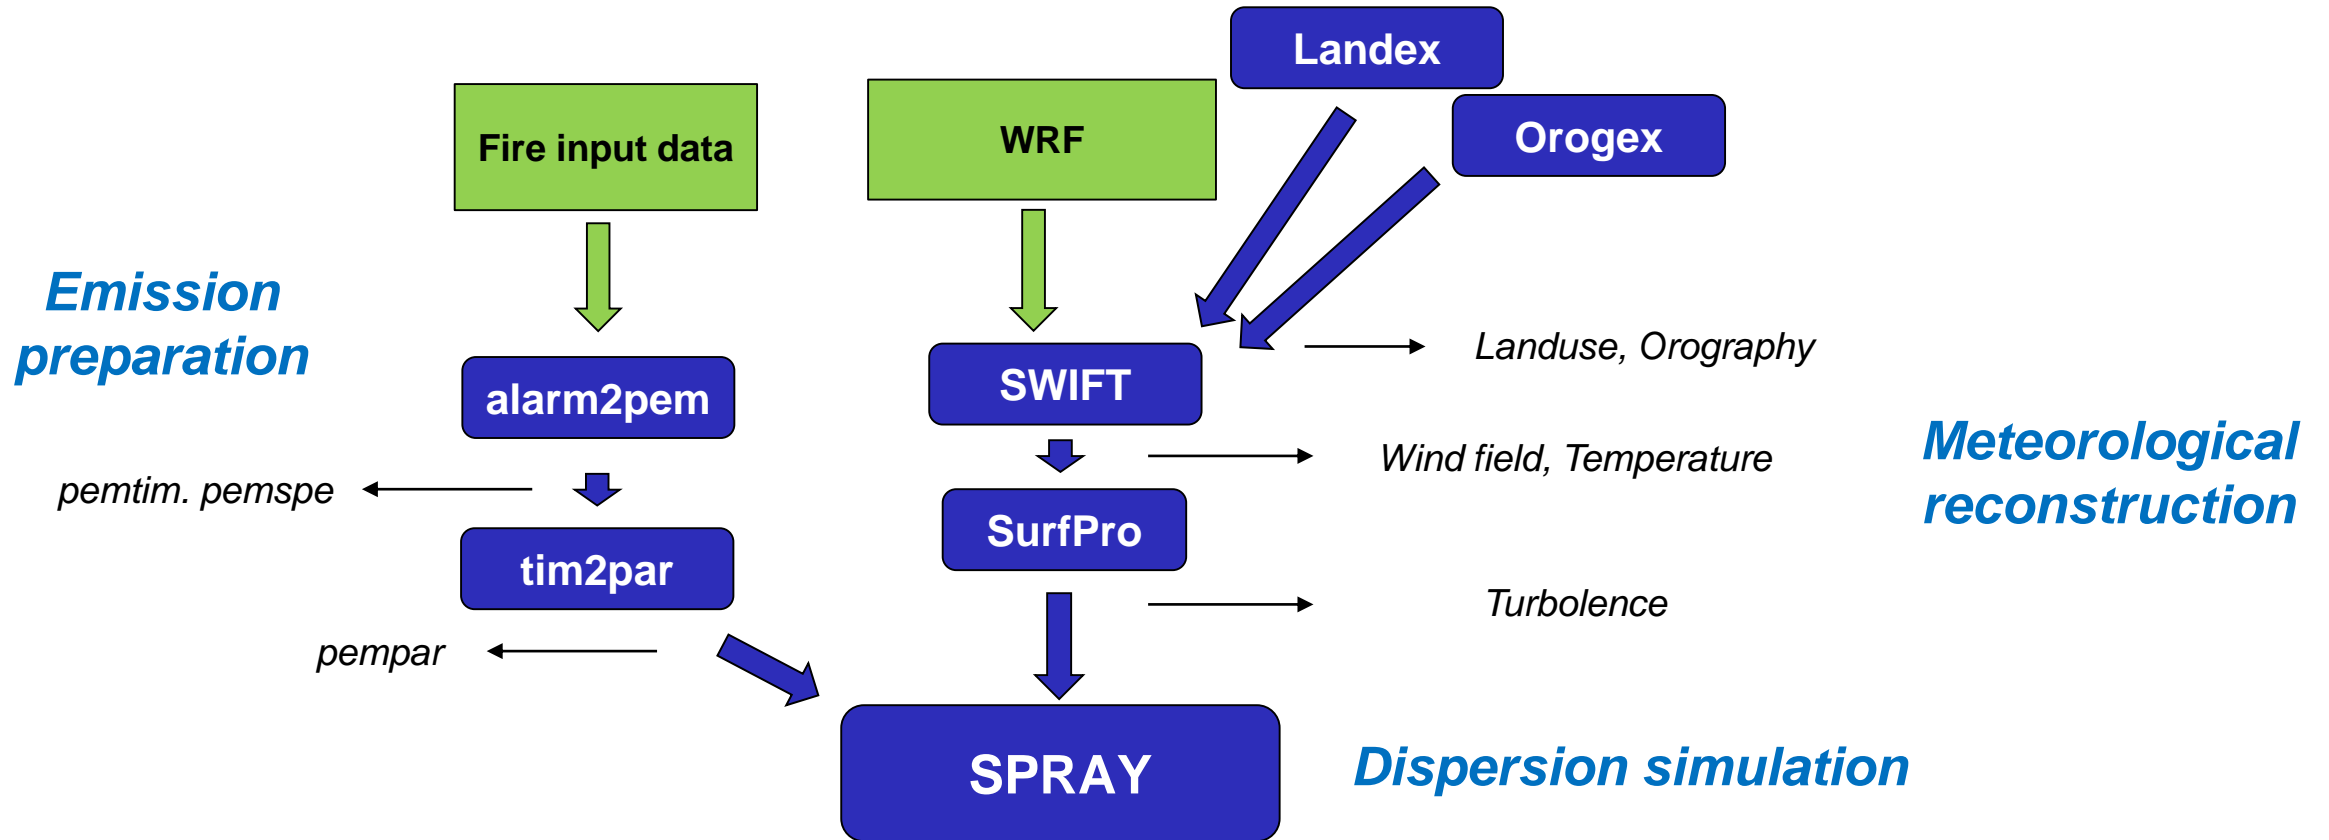 Landex
Orogex
Fire input data
WRF
Emission
preparation
alarm2pem
SWIFT
Landuse, Orography
pemtim. pemspe
Wind field, Temperature
Meteorological
reconstruction
tim2par
SurfPro
pempar
Turbolence
SPRAY
Dispersion simulation